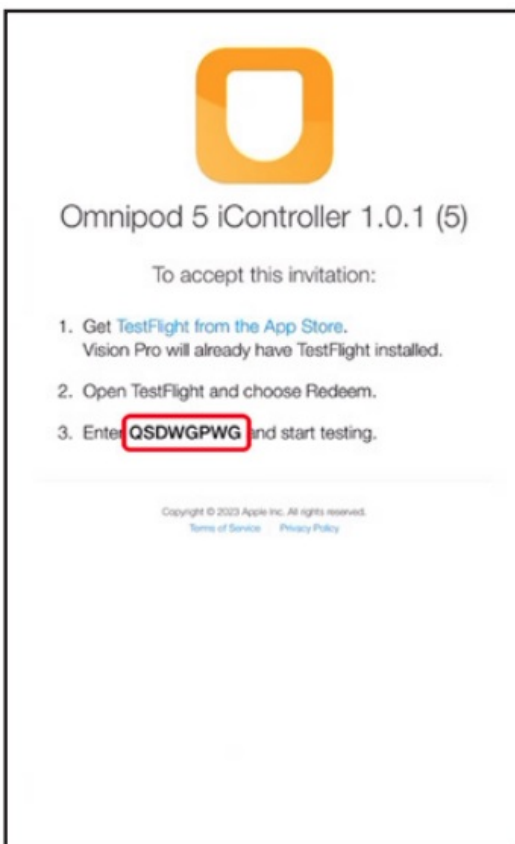 Omnipod 5 iController 1.0.1 (5)
To accept this invitation:
1. Get TestFlight from the App Store.
Vision Pro will already have TestFlight installed.
2. Open TestFlight and choose Redeem.
3. Enter QSDWGPWG and start testing.
Copyright © 2023 Apple Inc. All rights reserved.
Terms of Service Privacy Policy